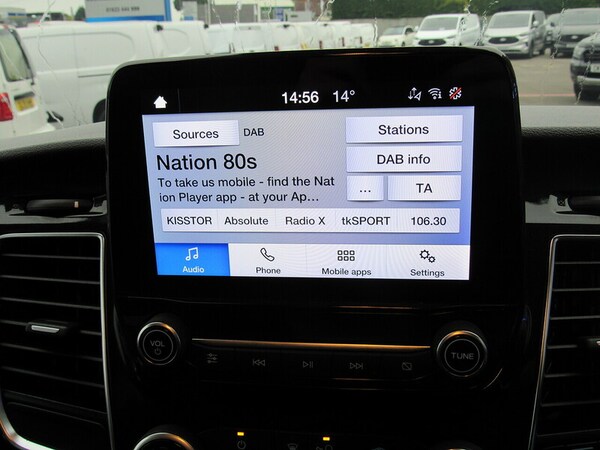 14:56 14°
Sources DAB Stations
Nation 80s
DAB info
To take us mobile - find the Nat
ion Player app - at your Ap...
... TA
KISSTOR Absolute Radio X tkSPORT 106.30
Audio Phone Mobile apps Settings
VOL
TUNE